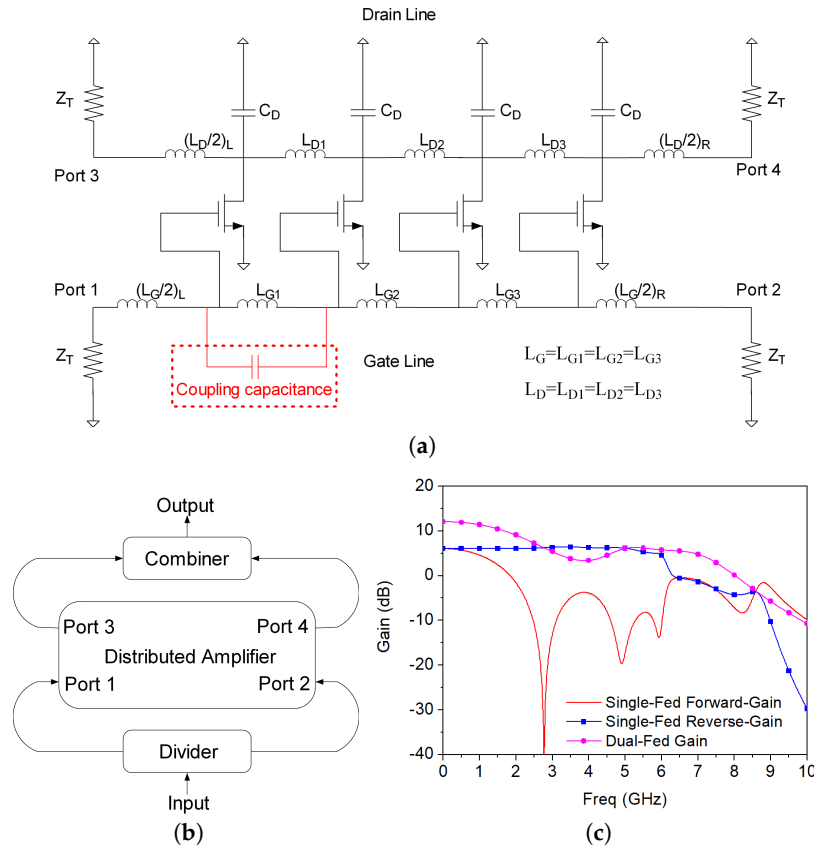 Drain Line
Z_T
C_D
C_D
C_D
C_D
Z_T
(L_D/2)_L
L_D1
L_D2
L_D3
(L_D/2)_R
Port 3
Port 4
Port 1
(L_G/2)_L
L_G1
L_G2
L_G3
(L_G/2)_R
Port 2
Z_T
Coupling capacitance
Gate Line
L_G=L_G1=L_G2=L_G3
L_D=L_D1=L_D2=L_D3
Z_T
(a)
Output
Combiner
Port 3
Port 4
Distributed Amplifier
Port 1
Port 2
Divider
Input
(b)
20
10
0
-10
-20
-30
-40
Gain (dB)
Single-Fed Forward-Gain
Single-Fed Reverse-Gain
Dual-Fed Gain
0 1 2 3 4 5 6 7 8 9 10
Freq (GHz)
(c)